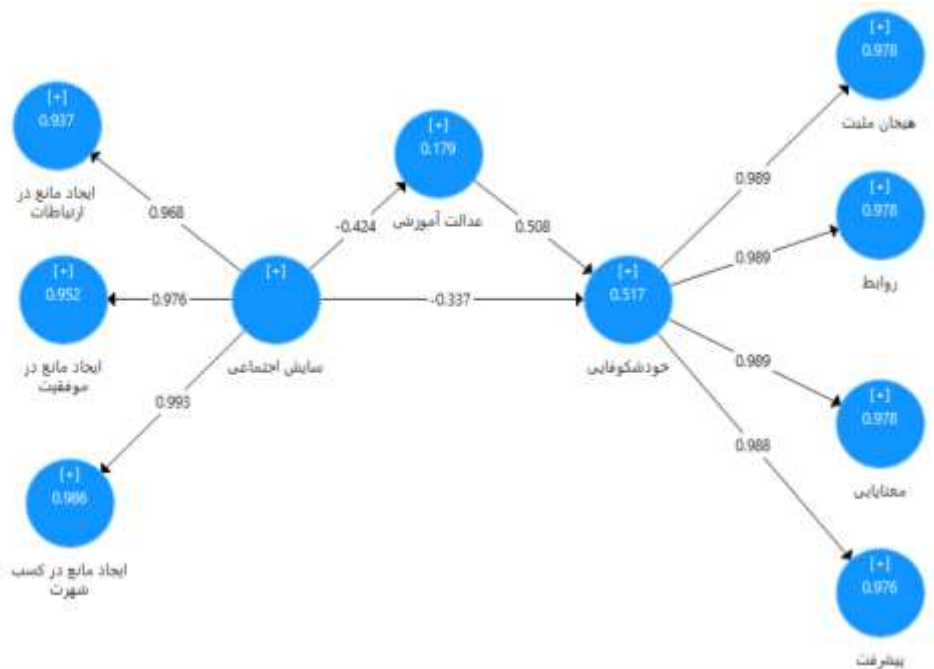 [+]
0.978
هیجان مثبت
[+]
0.937
ایجاد مانع در
ارتباطات
[+]
0.179
عدالت آموزشی
0.968
-0.424
0.508
0.989
[+]
0.978
روابط
0.989
[+]
0.952
ایجاد مانع در
موفقیت
0.976
[+]
سایش اجتماعی
-0.337
[+]
0.517
خودشکوفایی
0.989
[+]
0.978
معنایابی
0.993
0.988
[+]
0.986
ایجاد مانع در کسب
شهرت
[+]
0.976
پیشرفت